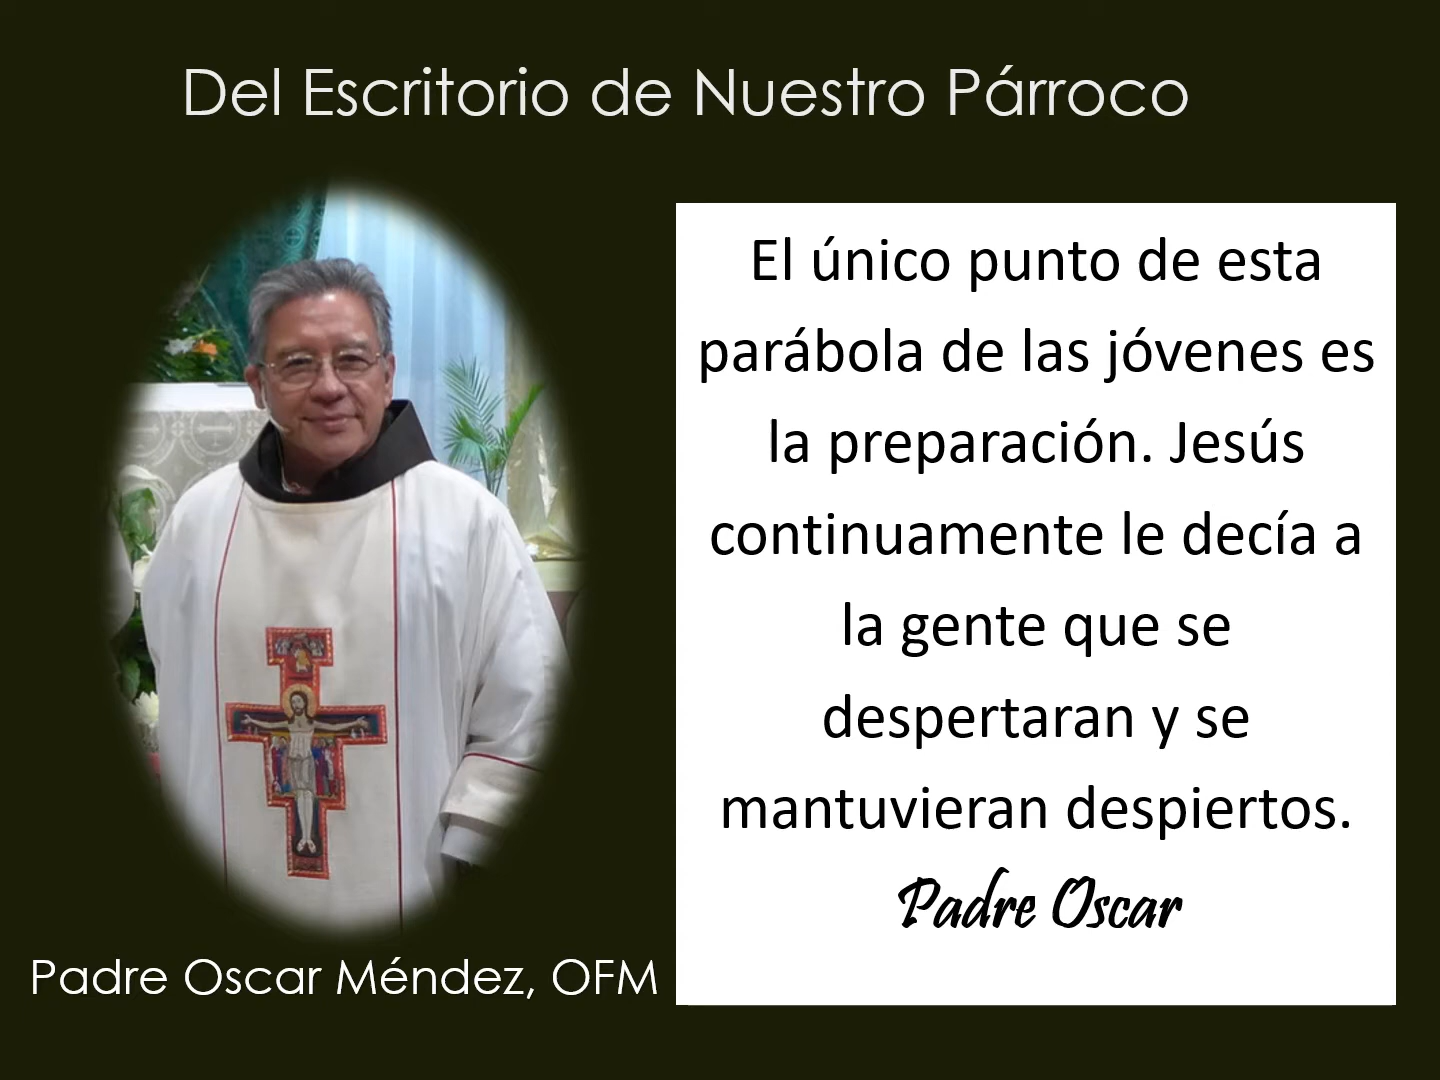 Del Escritorio de Nuestro Párroco
El único punto de esta
parábola de las jóvenes es
la preparación. Jesús
continuamente le decía a
la gente que se
despertaran y se
mantuvieran despiertos.
Padre Oscar
Padre Oscar Méndez, OFM